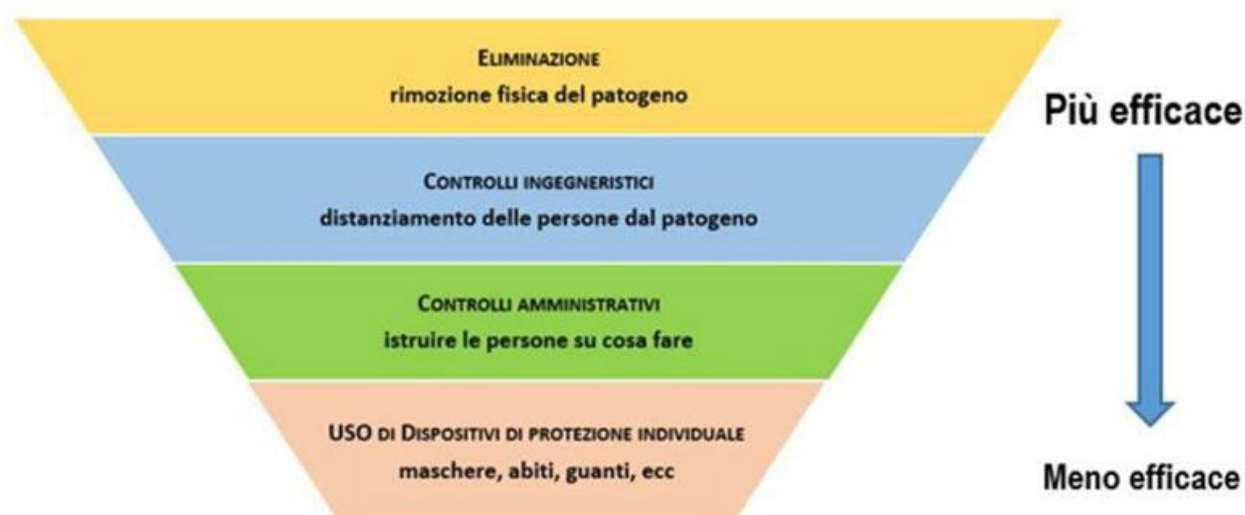 ELIMINAZIONE
rimozione fisica del patogeno
Più efficace
CONTROLLI INGEGNERISTICI
distanziamento delle persone dal patogeno
CONTROLLI AMMINISTRATIVI
istruire le persone su cosa fare
USO DI DISPOSITIVI DI PROTEZIONE INDIVIDUALE
maschere, abiti, guanti, ecc
Meno efficace